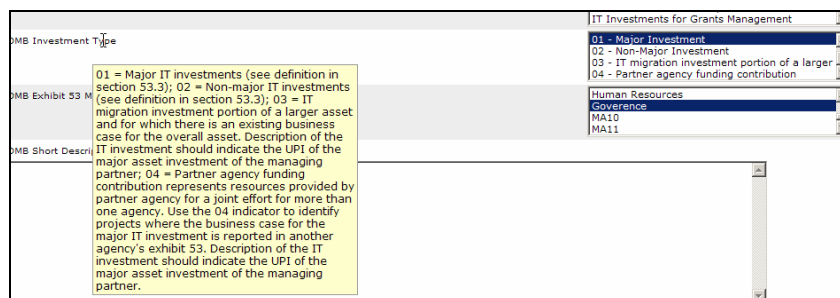 IT Investments for Grants Management
OMB Investment Type
01 - Major Investment
02 - Non-Major Investment
03 - IT migration investment portion of a larger
04 - Partner agency funding contribution
01 = Major IT investments (see definition in
section 53.3); 02 = Non-major IT investments
(see definition in section 53.3); 03 = IT
migration investment portion of a larger asset
and for which there is an existing business
case for the overall asset. Description of the
IT investment should indicate the UPI of the
major asset investment of the managing
partner; 04 = Partner agency funding
contribution represents resources provided by
partner agency for a joint effort for more than
one agency. Use the 04 indicator to identify
projects where the business case for the
major IT investment is reported in another
agency's exhibit 53. Description of the IT
investment should indicate the UPI of the
major asset investment of the managing
partner.
OMB Exhibit 53 M
Human Resources
Goverence
MA10
MA11
OMB Short Descri